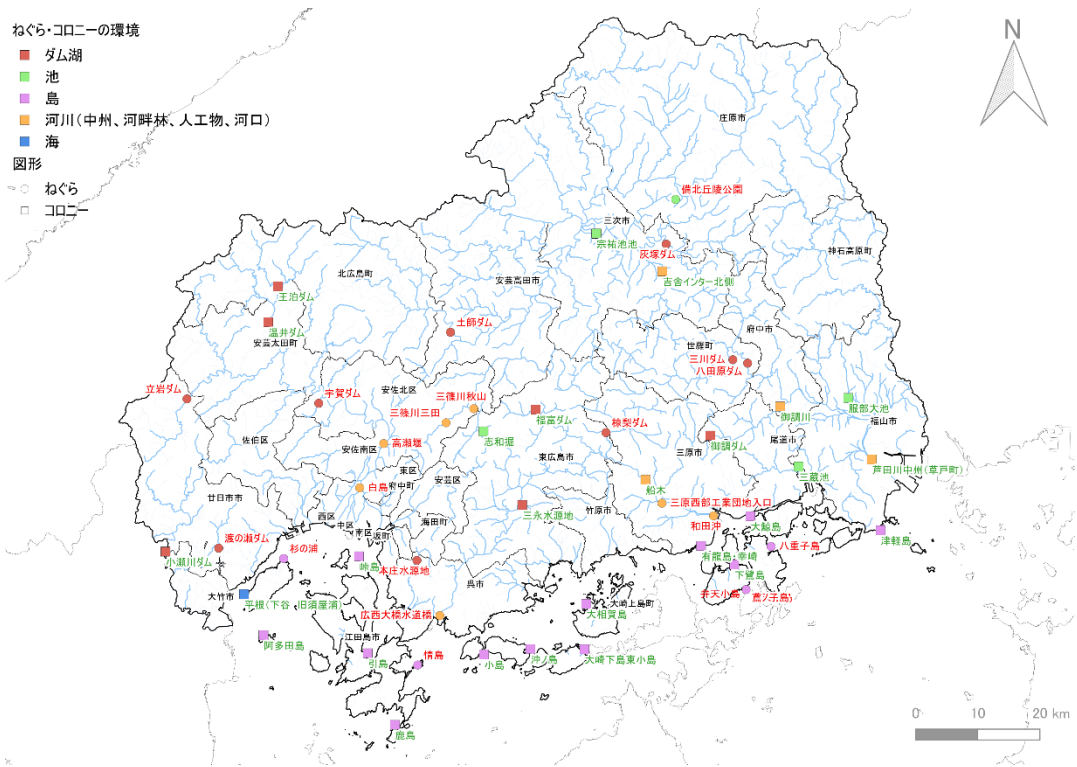 ねぐら・コロニーの環境
ダム湖
池
島
河川(中州、河畔林、人工物、河口)
海
図形
ねぐら
コロニー
N
庄原市
備北丘陵公園
三次市
宗祐池池
灰塚ダム
神石高原町
吉舎インター北側
北広島町
安芸高田市
王泊ダム
温井ダム
安芸太田町
土師ダム
府中市
世羅町
三川ダム
八田原ダム
立岩ダム
宇賀ダム
安佐北区
三篠川秋山
三篠川三田
福富ダム
御調川
服部大池
福山市
佐伯区
安佐南区
高瀬堰
志和堀
椋梨ダム
三原市
御調ダム
尾道市
東広島市
東区
府中町
安芸区
芦田川中州(草戸町)
三蔵池
船木
白島
廿日市市
西区
中区
南区
坂町
海田町
三永水源地
竹原市
三原西部工業団地入口
和田沖
大鯨島
津軽島
渡の瀬ダム
小瀬川ダム
杉の浦
峠島
本庄水源地
呉市
有龍島・幸崎
八重子島
下鷺島
大竹市
平根(下谷 旧須屋浦)
広西大橋水道橋
大崎上島町
大相賀島
弁天小島
阿多田島
江田島市
引島
情島
小島
沖ノ島
大崎下島東小島
鹿島
0
10
20 km